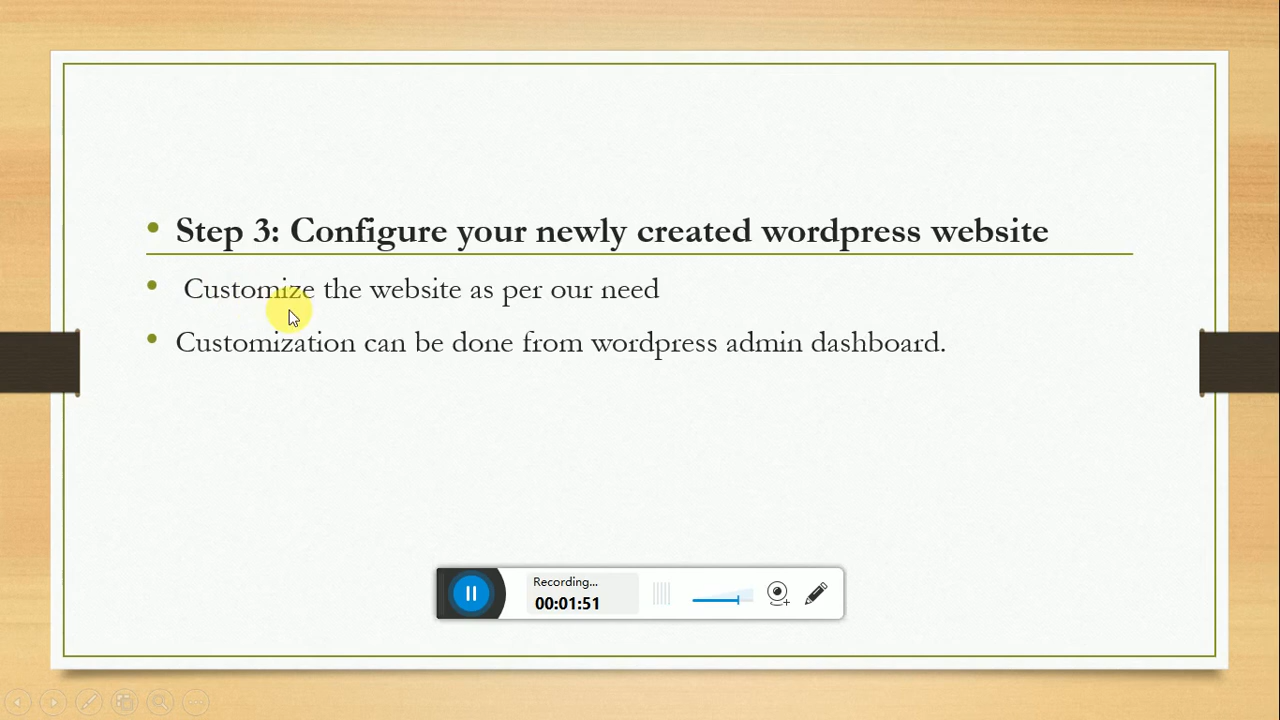 Step 3: Configure your newly created wordpress website
Customize the website as per our need
Customization can be done from wordpress admin dashboard.
Recording...
00:01:51